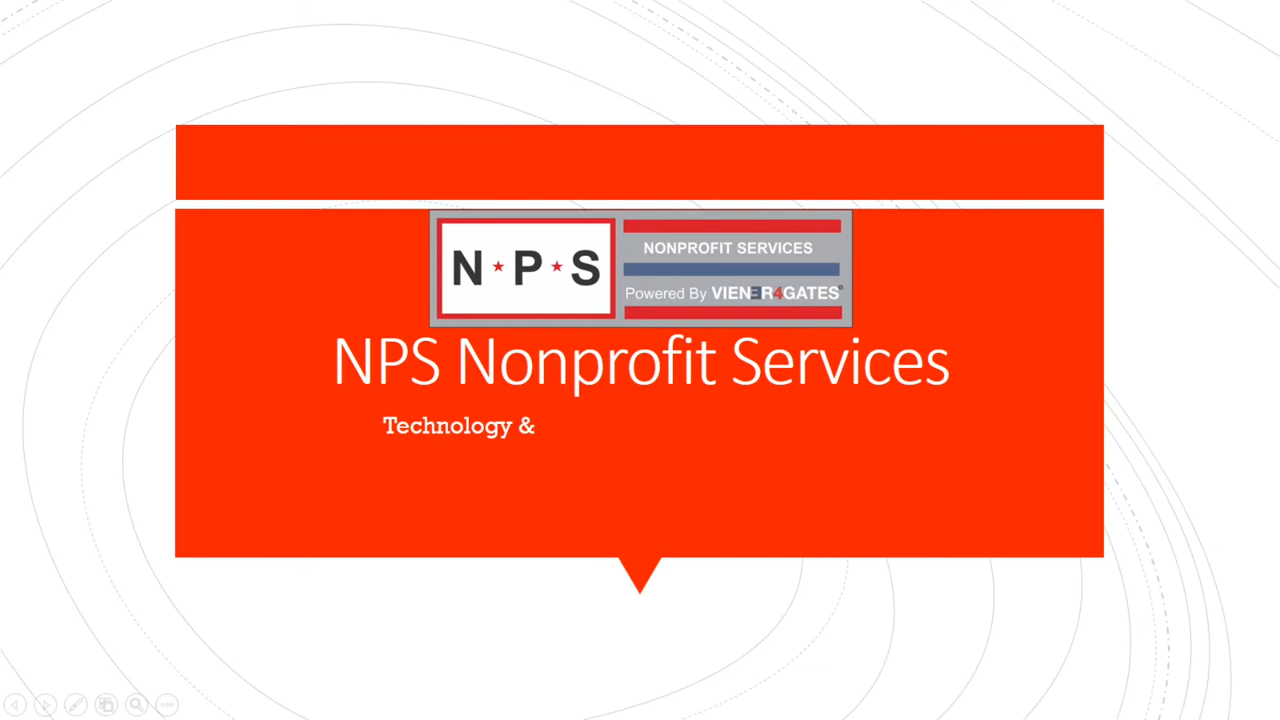 N★P★S
NONPROFIT SERVICES
Powered By VIENER4GATES
NPS Nonprofit Services
Technology &